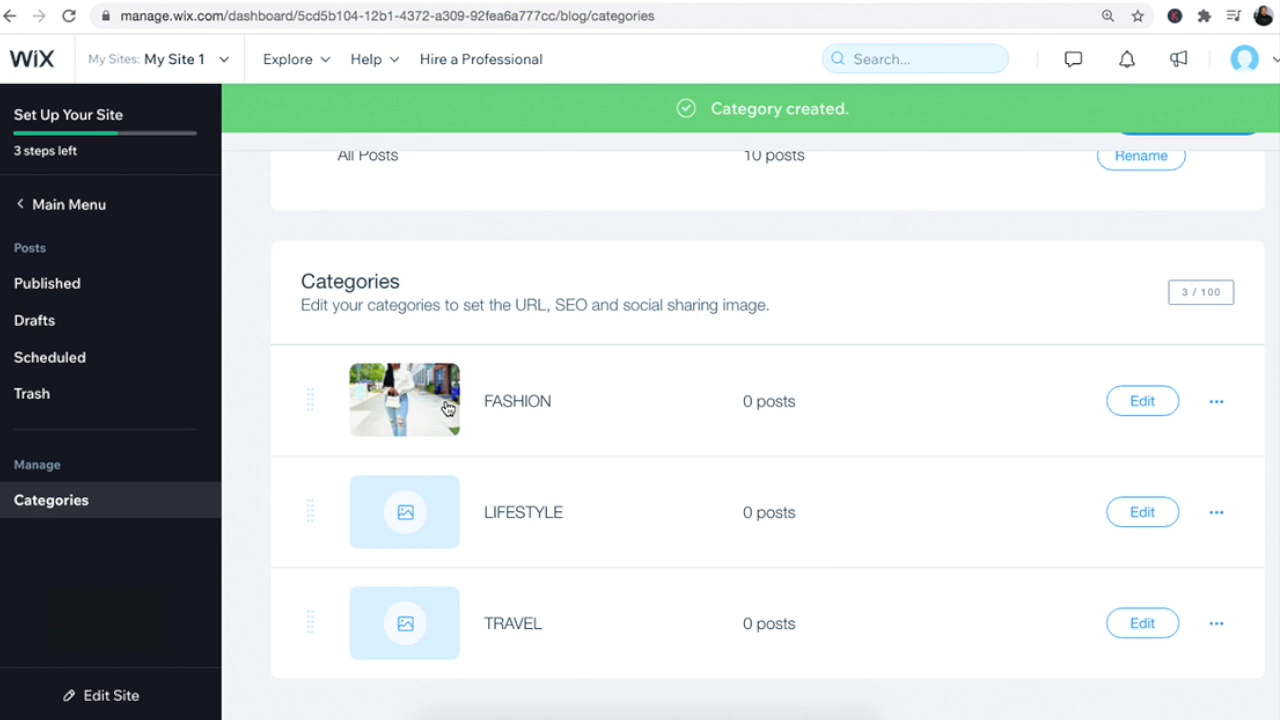 manage.wix.com/dashboard/5cd5b104-12b1-4372-a309-92fea6a777cc/blog/categories
WiX
My Sites: My Site 1
Explore
Help
Hire a Professional
Search...
Set Up Your Site
3 steps left
Main Menu
Posts
Published
Drafts
Scheduled
Trash
Manage
Categories
Edit Site
Category created.
All Posts 10 posts Rename
Categories
Edit your categories to set the URL, SEO and social sharing image.
3 / 100
FASHION 0 posts Edit
LIFESTYLE 0 posts Edit
TRAVEL 0 posts Edit